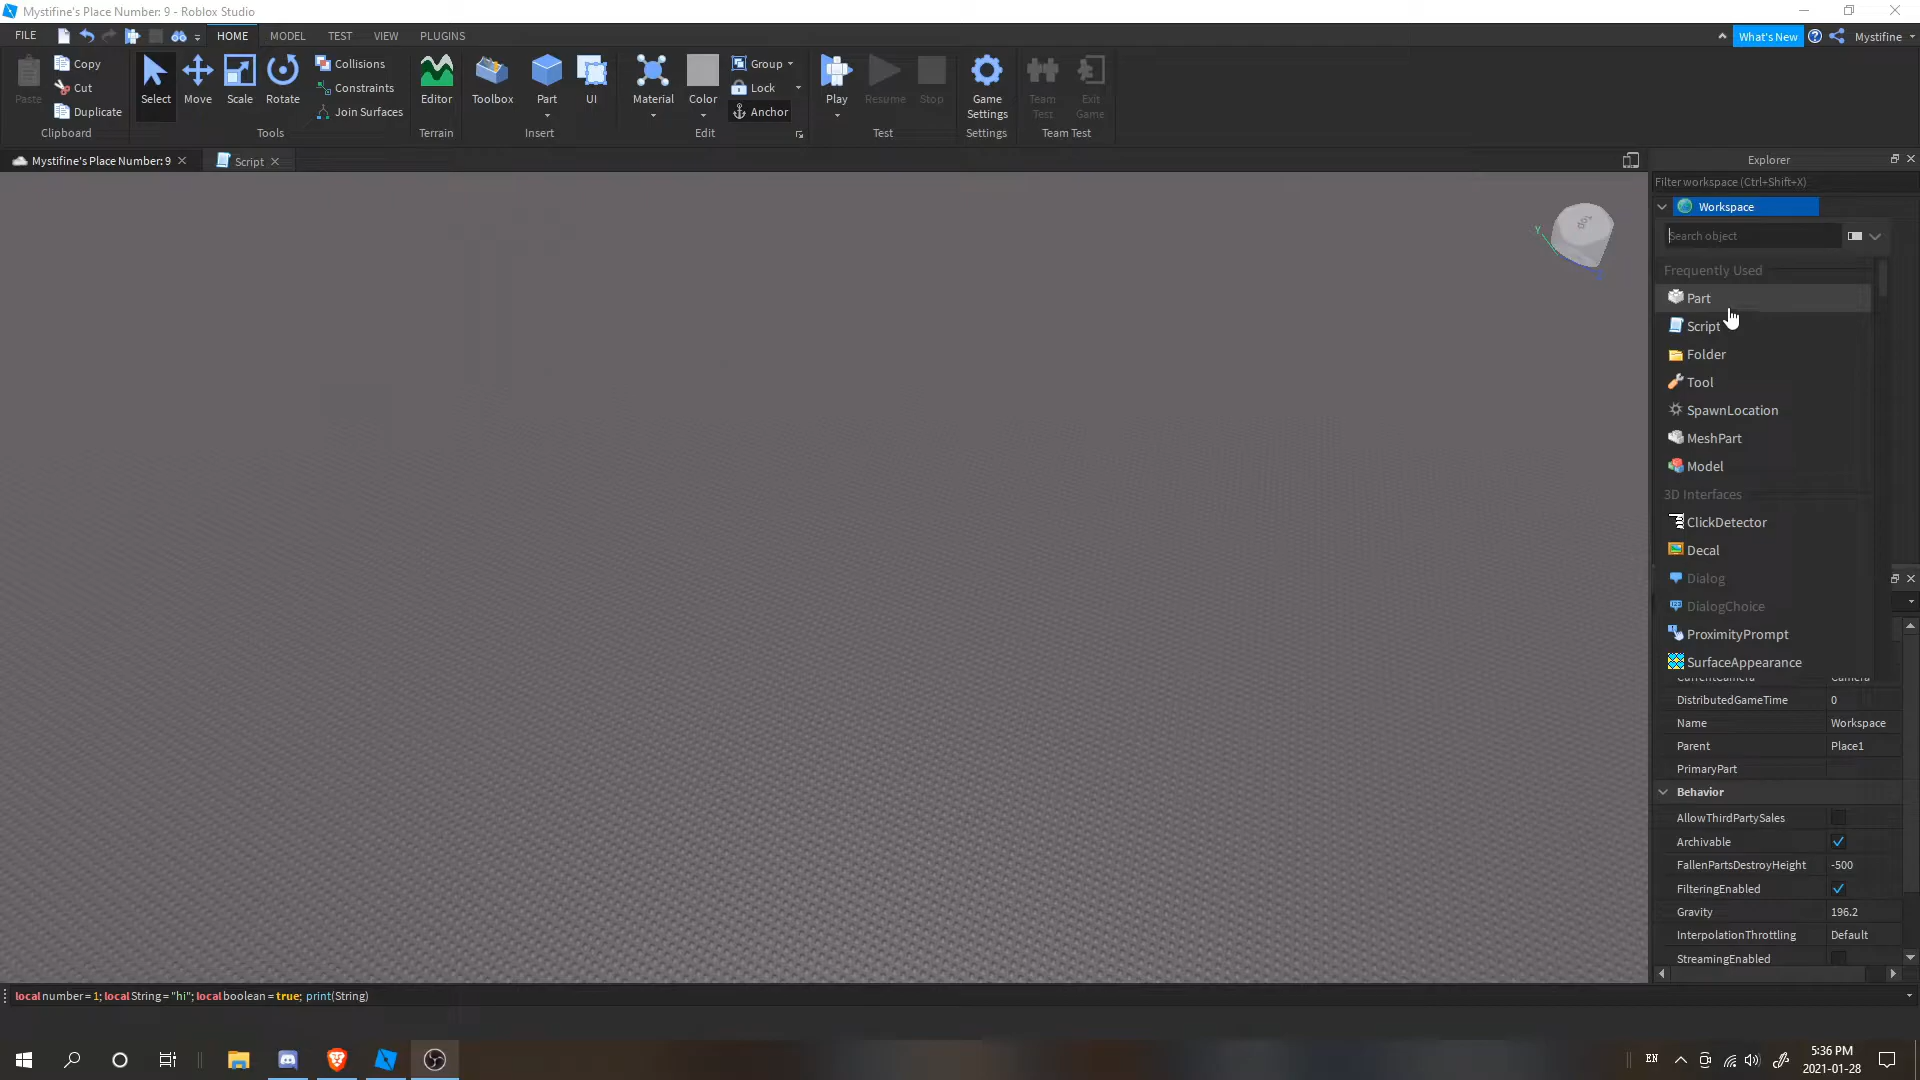 Mystifine's Place Number: 9 - Roblox Studio
FILE
HOME
MODEL
TEST
VIEW
PLUGINS
What's New
Mystifine
Paste
Copy
Cut
Duplicate
Clipboard
Select
Move
Scale
Rotate
Collisions
Constraints
Join Surfaces
Tools
Editor
Terrain
Toolbox
Part
UI
Insert
Material
Color
Group
Lock
Anchor
Edit
Play
Resume
Stop
Test
Game
Settings
Settings
Team
Test
Exit
Game
Team Test
Mystifine's Place Number: 9
Script
Explorer
Filter workspace (Ctrl+Shift+X)
Workspace
Search object
Frequently Used
Part
Script
Folder
Tool
SpawnLocation
MeshPart
Model
3D Interfaces
ClickDetector
Decal
Dialog
DialogChoice
ProximityPrompt
SurfaceAppearance
CurrentCamera Camera
DistributedGameTime 0
Name Workspace
Parent Place1
PrimaryPart
Behavior
AllowThirdPartySales
Archivable
FallenPartsDestroyHeight -500
FilteringEnabled
Gravity 196.2
InterpolationThrottling Default
StreamingEnabled
Top
Y
local number = 1; local String = "hi"; local boolean = true; print(String)
EN
5:36 PM
2021-01-28